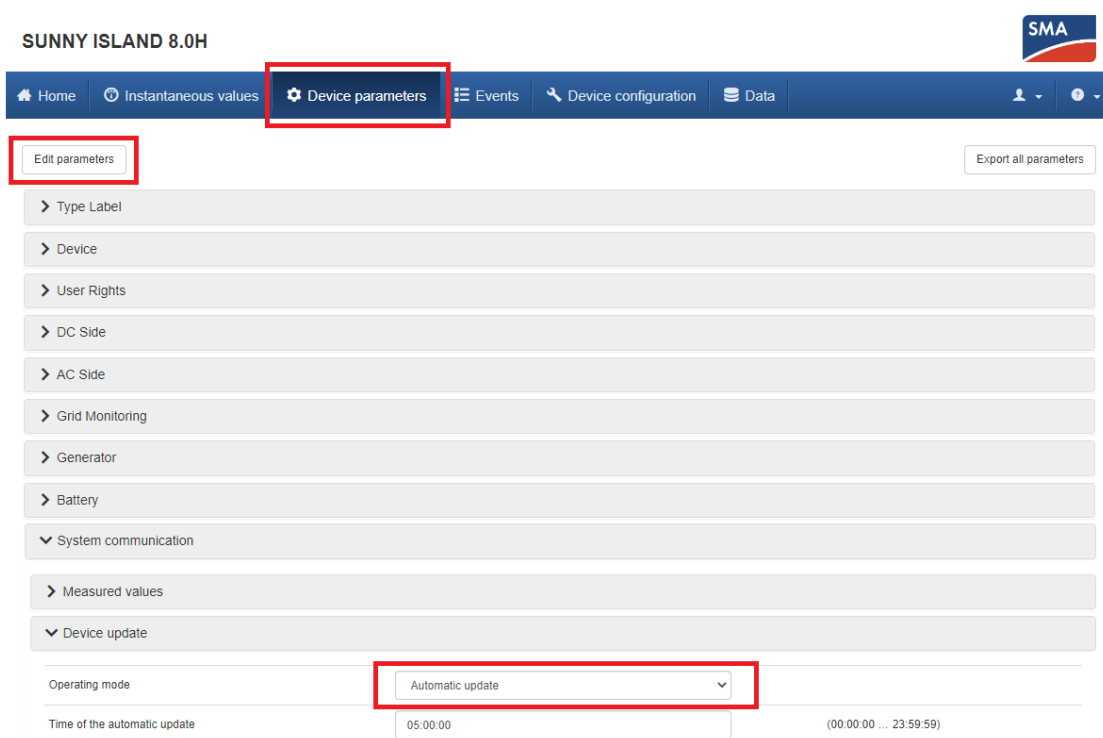 SUNNY ISLAND 8.0H
SMA
Home Instantaneous values Device parameters Events Device configuration Data
Edit parameters Export all parameters
Type Label
Device
User Rights
DC Side
AC Side
Grid Monitoring
Generator
Battery
System communication
Measured values
Device update
Operating mode Automatic update
Time of the automatic update 05:00:00 (00:00:00 ... 23:59:59)